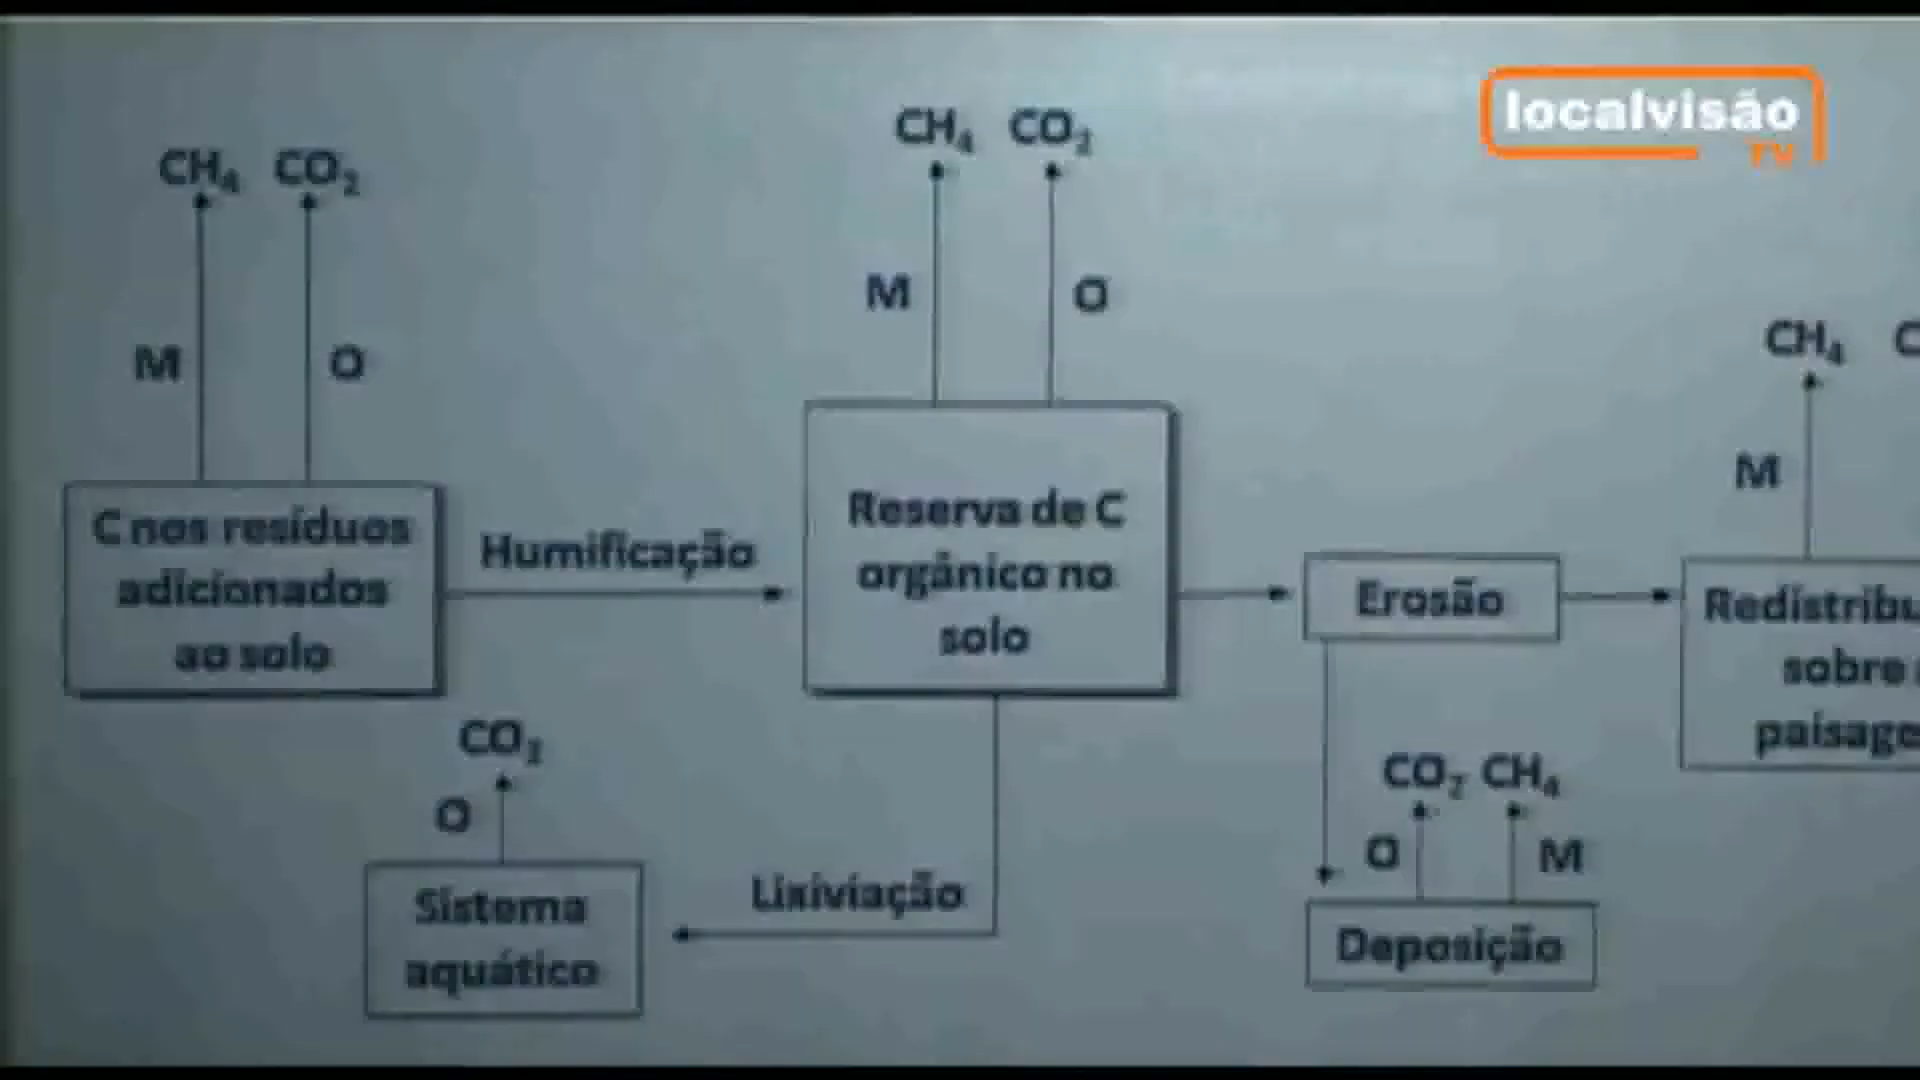 localvisão
TV
CH₄ CO₂
M O
C nos resíduos
adicionados
ao solo
Humificação
CH₄ CO₂
M O
Reserva de C
orgânico no
solo
Erosão
CH₄
M
sobre
CO₂
O
Sistema
aquático
Lixiviação
CO₂ CH₄
O M
Deposição